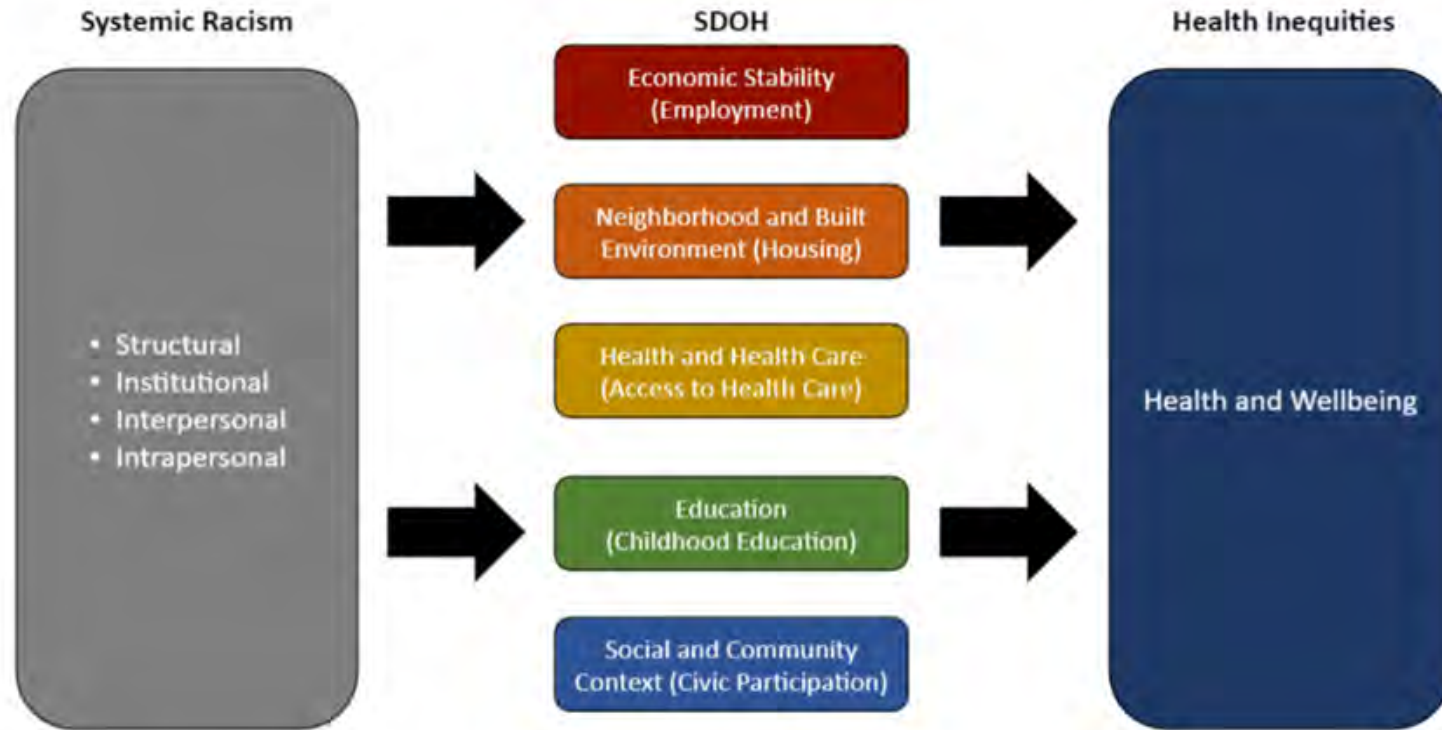 Systemic Racism
SDOH
Health Inequities
• Structural
• Institutional
• Interpersonal
• Intrapersonal
Economic Stability
(Employment)
Neighborhood and Built
Environment (Housing)
Health and Health Care
(Access to Health Care)
Education
(Childhood Education)
Social and Community
Context (Civic Participation)
Health and Wellbeing